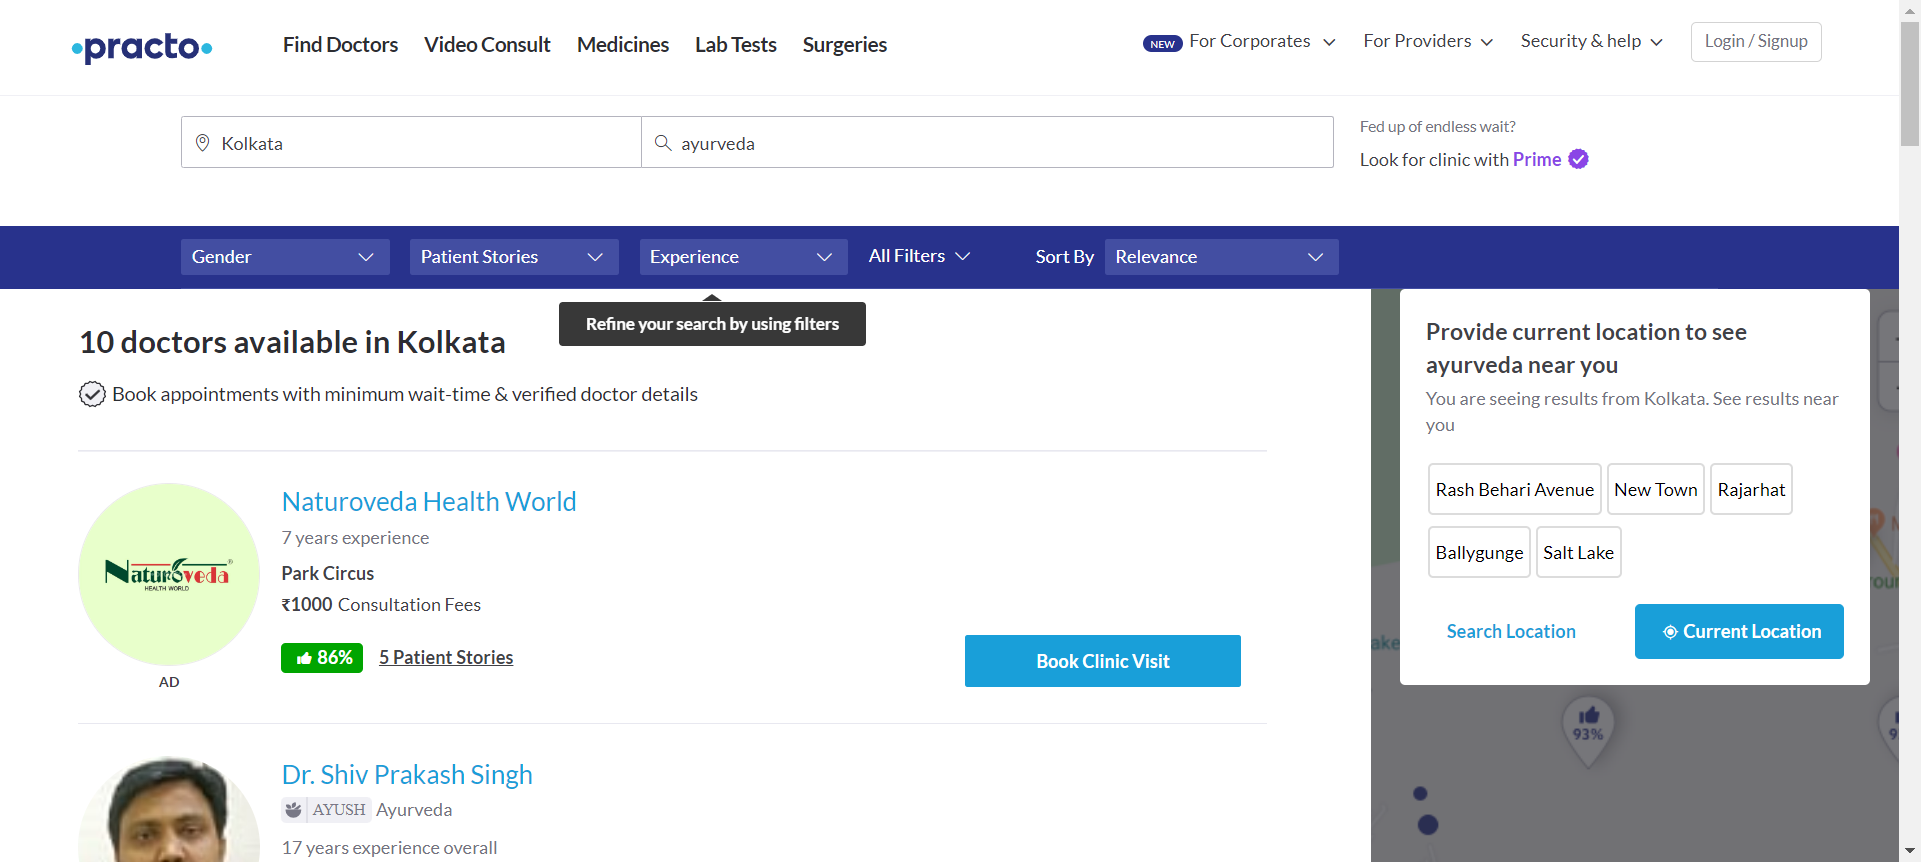 practo
Find Doctors
Video Consult
Medicines
Lab Tests
Surgeries
NEW
For Corporates
For Providers
Security & help
Login / Signup
Kolkata
ayurveda
Fed up of endless wait?
Look for clinic with Prime
Gender
Patient Stories
Experience
All Filters
Sort By
Relevance
Refine your search by using filters
10 doctors available in Kolkata
Book appointments with minimum wait-time & verified doctor details
Naturoveda
HEALTH WORLD
AD
Naturoveda Health World
7 years experience
Park Circus
₹1000 Consultation Fees
86%
5 Patient Stories
Book Clinic Visit
Dr. Shiv Prakash Singh
AYUSH Ayurveda
17 years experience overall
Provide current location to see
ayurveda near you
You are seeing results from Kolkata. See results near
you
Rash Behari Avenue
New Town
Rajarhat
Ballygunge
Salt Lake
Search Location
Current Location
93%